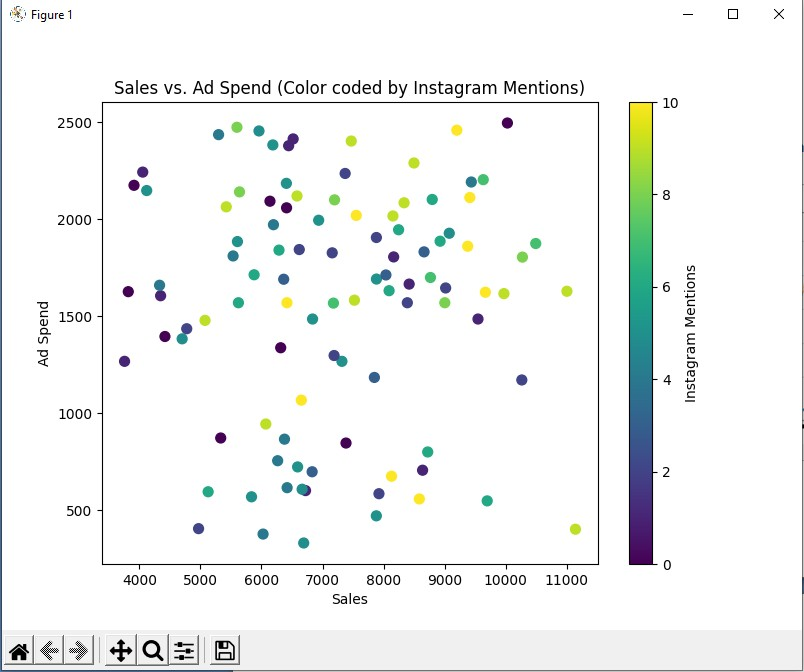 Figure 1
Sales vs. Ad Spend (Color coded by Instagram Mentions)
2500
2000
1500
1000
500
Ad Spend
4000 5000 6000 7000 8000 9000 10000 11000
Sales
10
8
6
4
2
0
Instagram Mentions